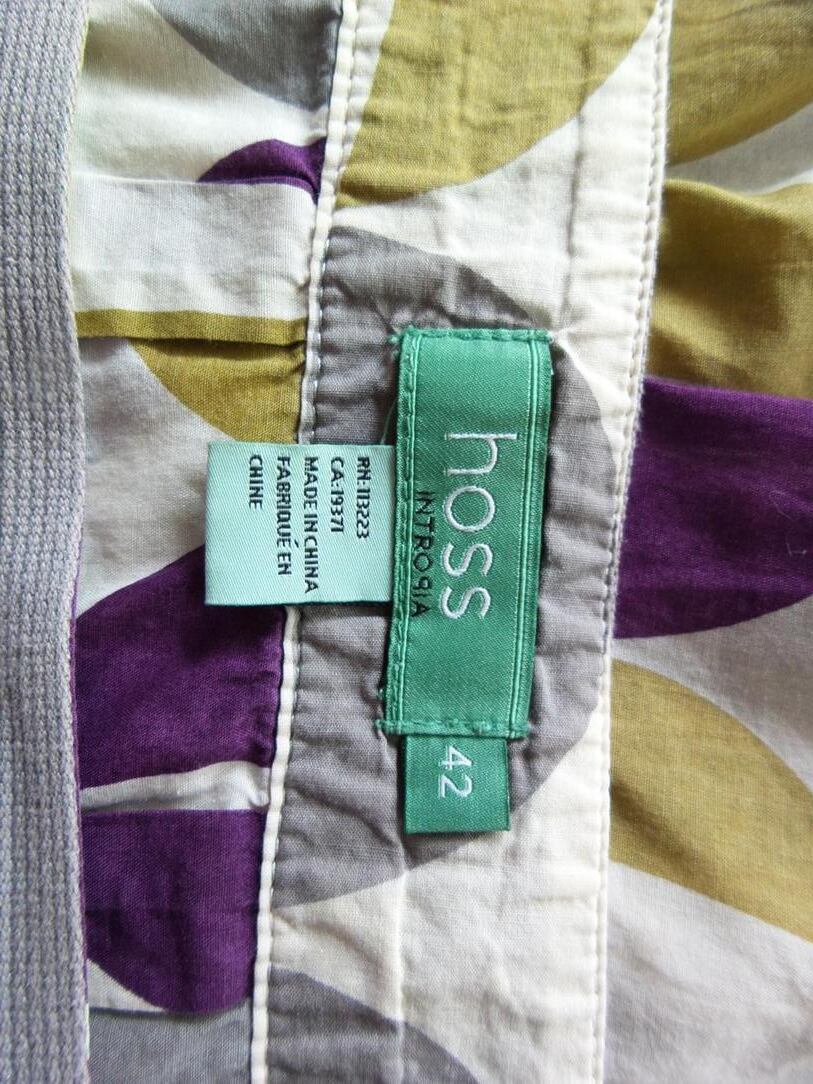 hoss
INTROPIA
42
RN-113223
CA-19371
MADE IN CHINA
FABRIQUÉ EN
CHINE